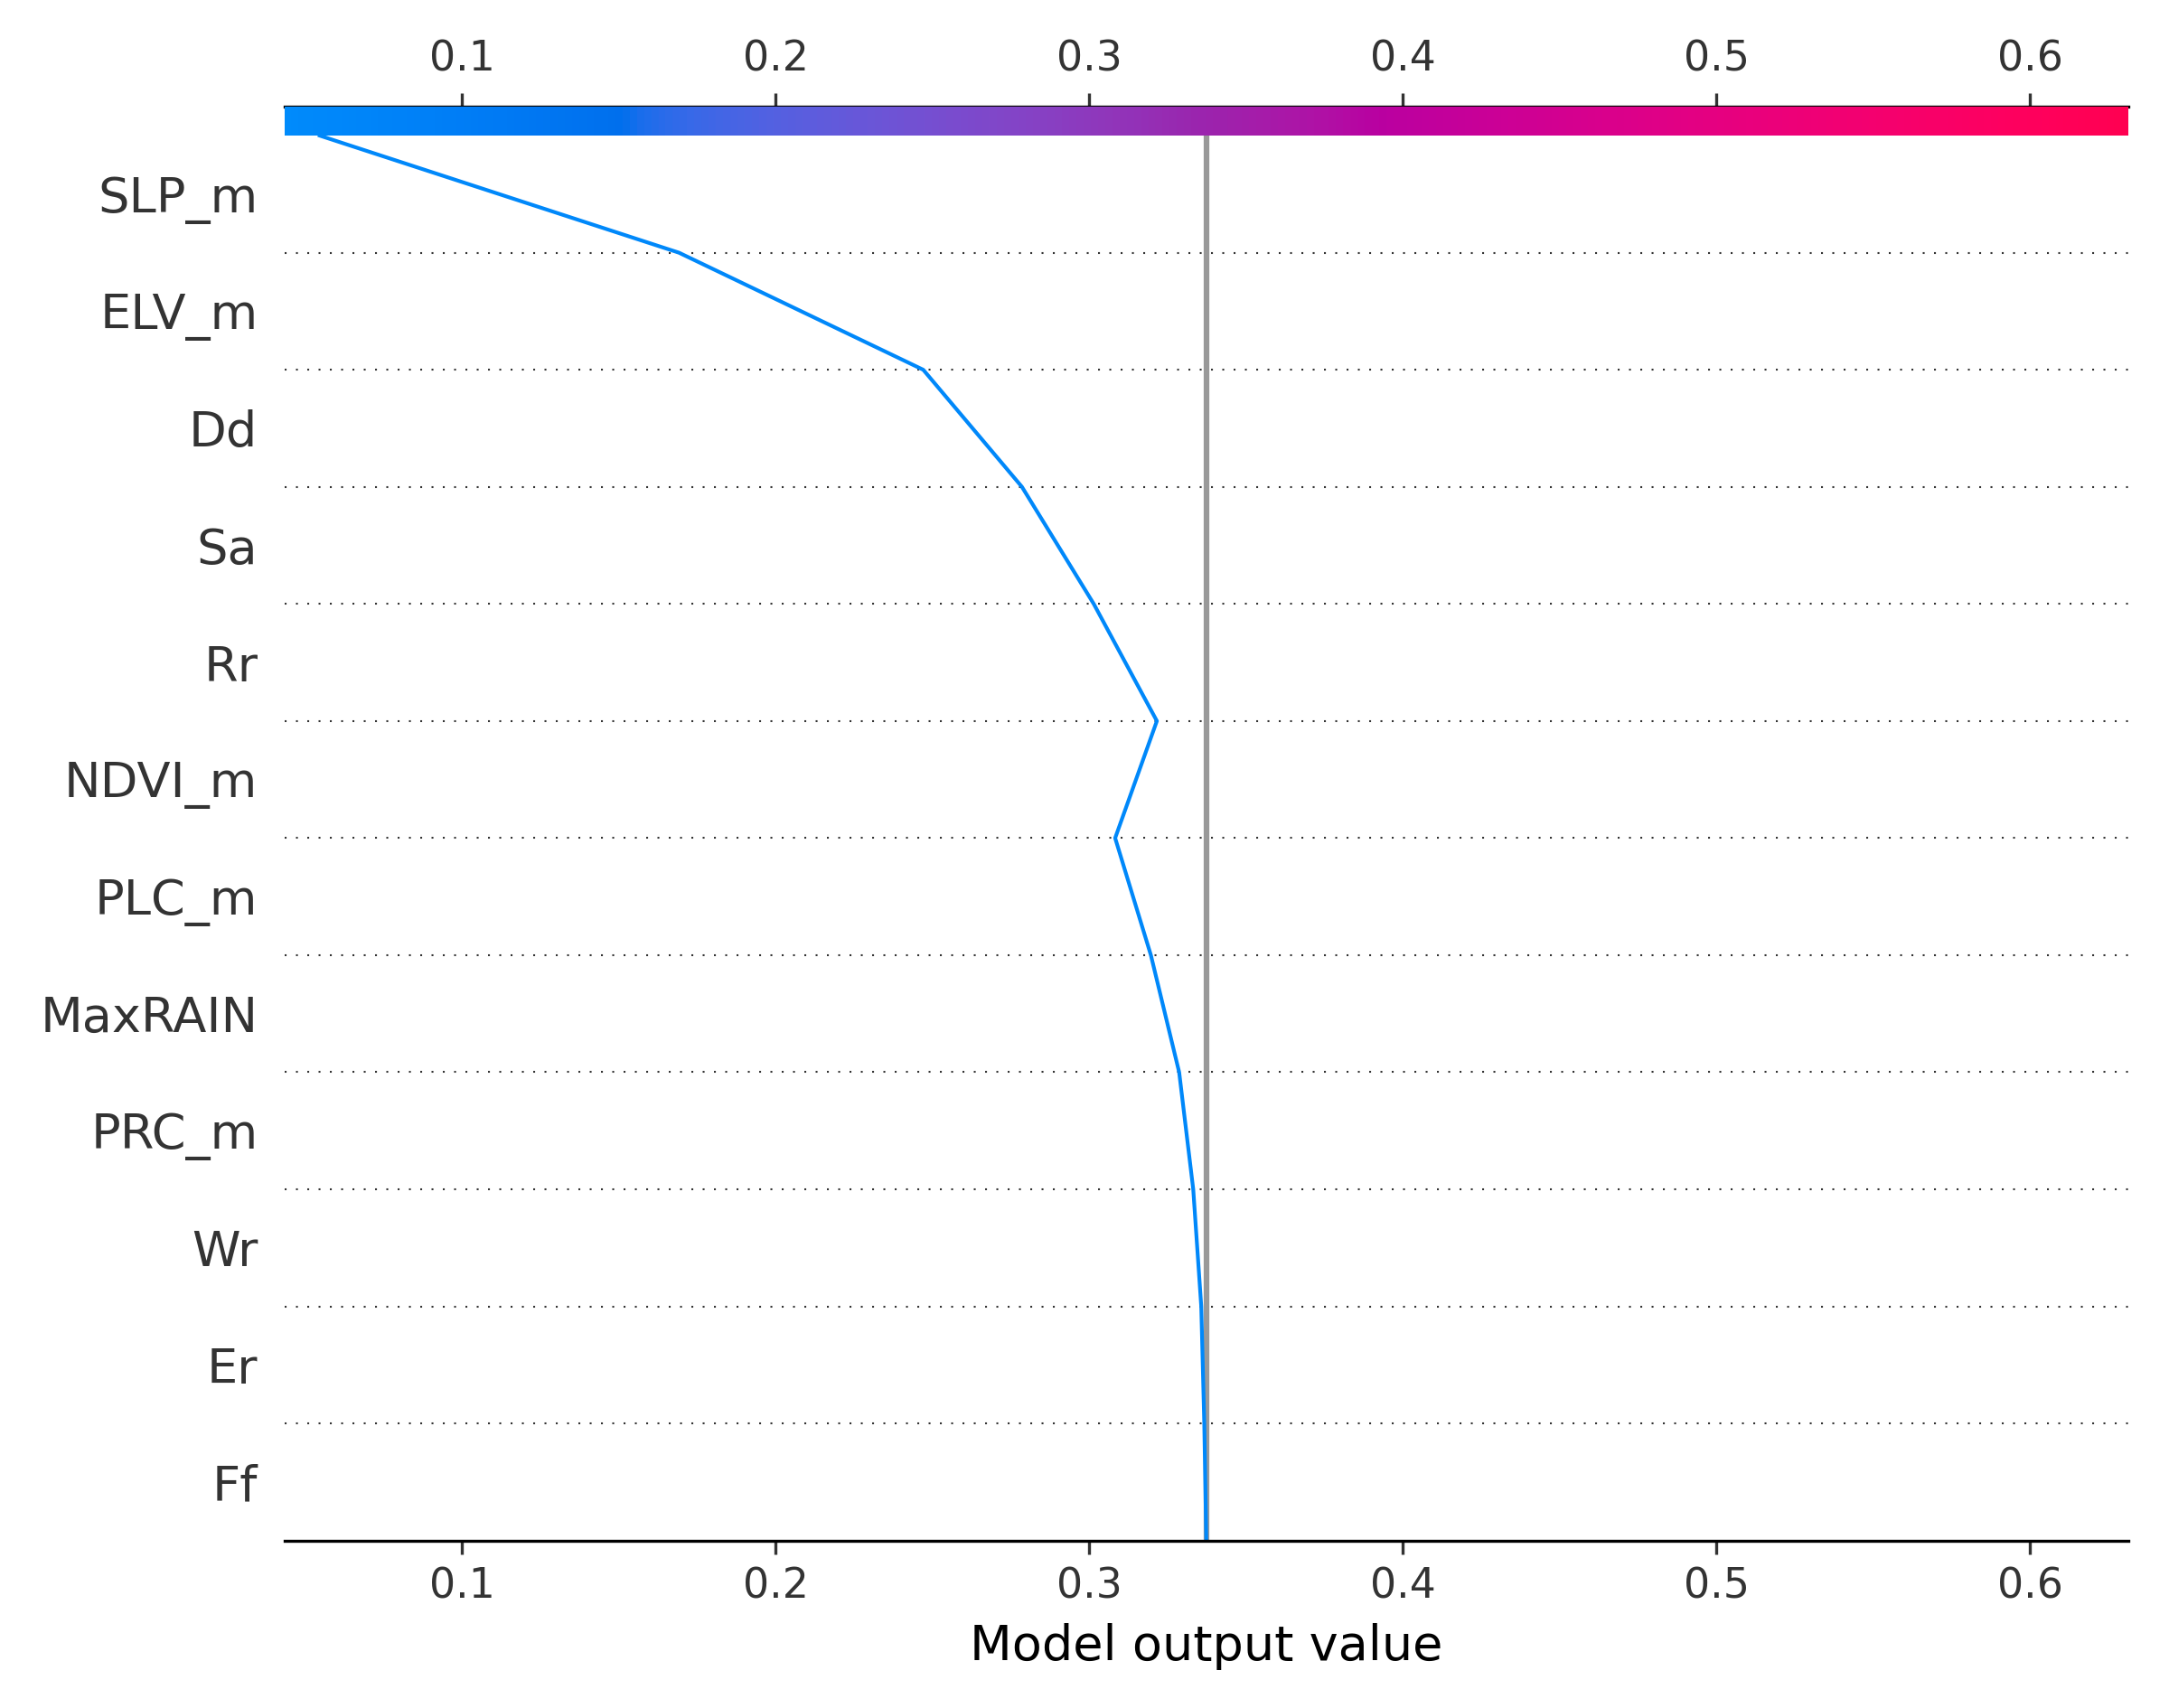 0.1 0.2 0.3 0.4 0.5 0.6
SLP_m
ELV_m
Dd
Sa
Rr
NDVI_m
PLC_m
MaxRAIN
PRC_m
Wr
Er
Ff
0.1 0.2 0.3 0.4 0.5 0.6
Model output value